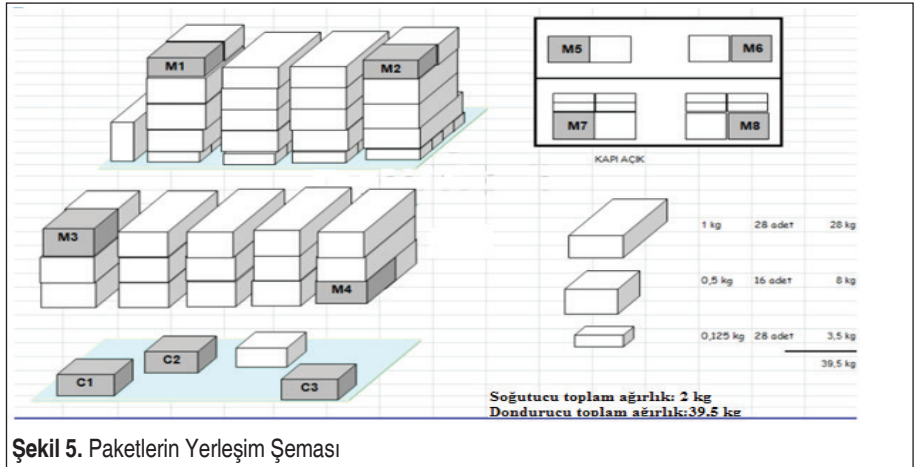 M1
M2
M5
M6
M7
M8
KAPI AÇIK
M3
M4
1 kg 28 adet 28 kg
0,5 kg 16 adet 8 kg
0,125 kg 28 adet 3,5 kg
39,5 kg
C1
C2
C3
Soğutucu toplam ağırlık: 2 kg
Dondurucu toplam ağırlık:39.5 kg
Şekil 5. Paketlerin Yerleşim Şeması